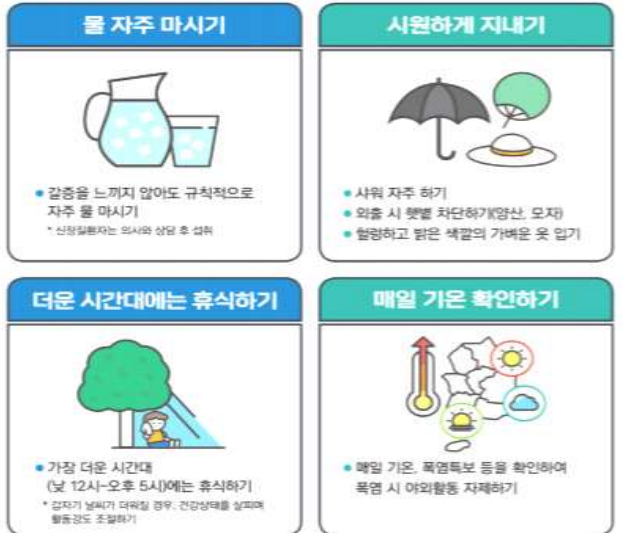 물 자주 마시기
갈증을 느끼지 않아도 규칙적으로
자주 물 마시기
* 신장질환자는 의사와 상담 후 섭취
시원하게 지내기
샤워 자주 하기
외출 시 햇볕 차단하기(양산, 모자)
헐렁하고 밝은 색깔의 가벼운 옷 입기
더운 시간대에는 휴식하기
가장 더운 시간대
(낮 12시~오후 5시)에는 휴식하기
* 갑자기 날씨가 더워질 경우, 건강상태를 살피며
활동강도 조절하기
매일 기온 확인하기
매일 기온, 폭염특보 등을 확인하여
폭염 시 야외활동 자제하기